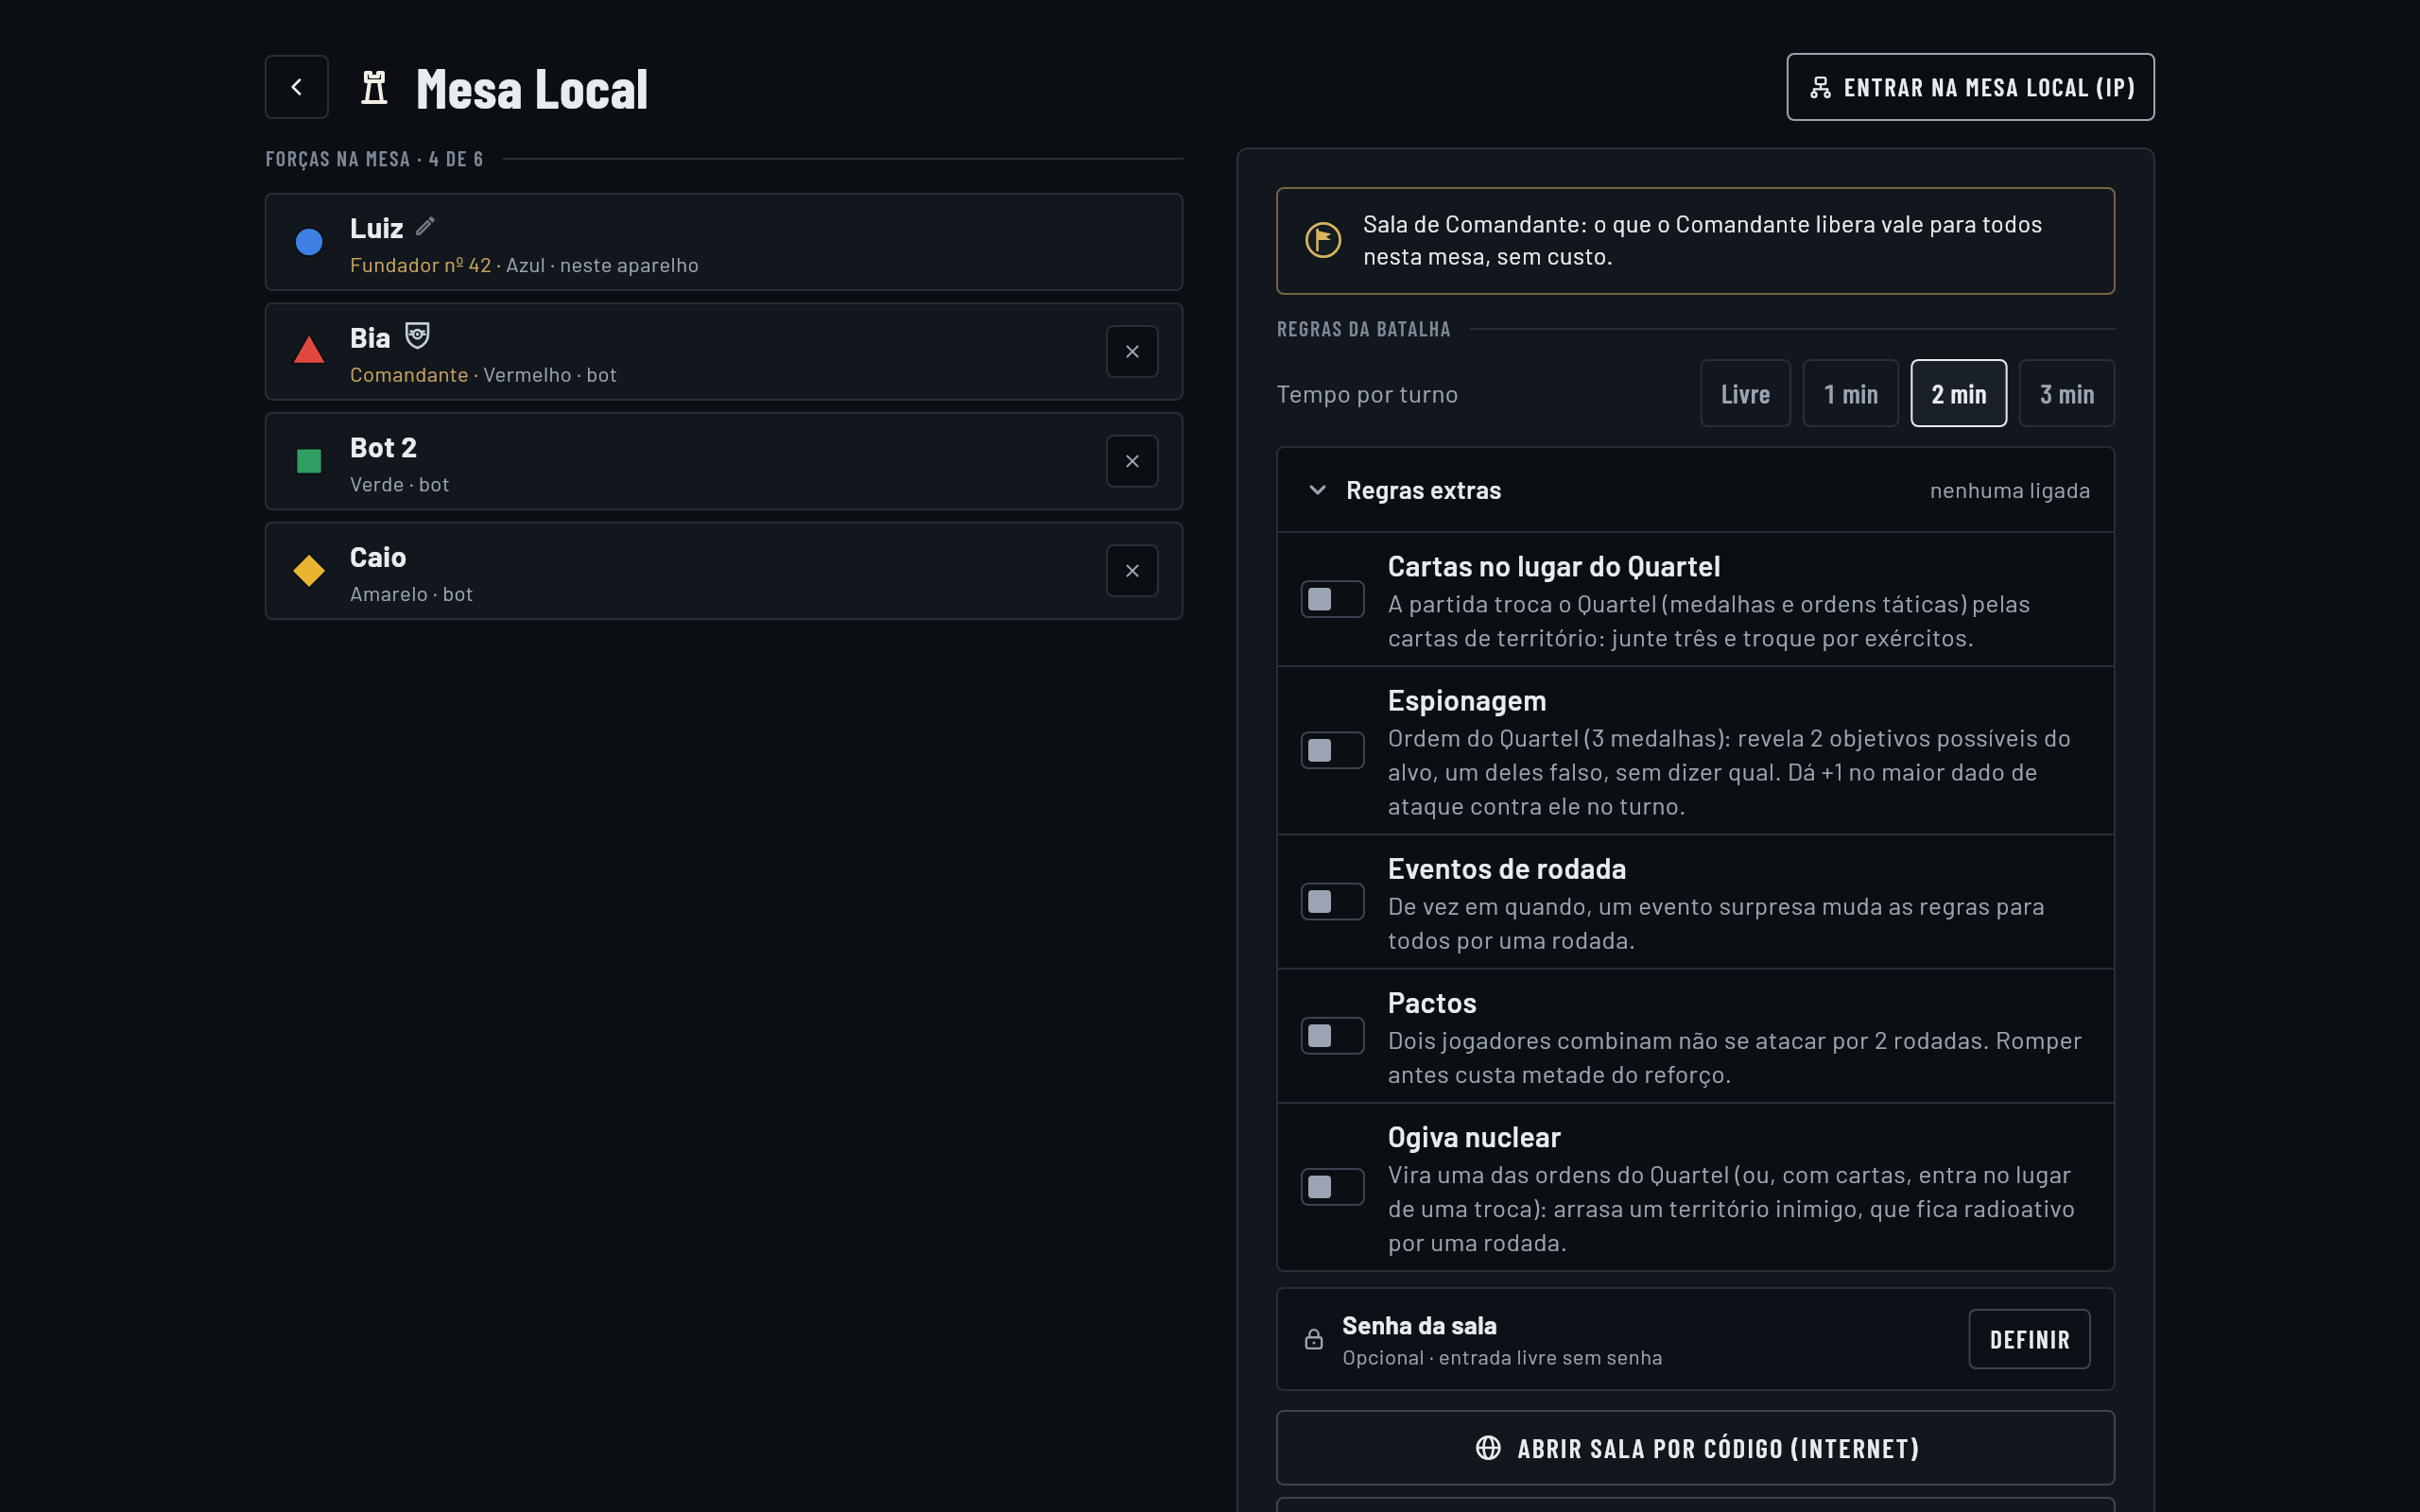 Mesa Local
ENTRAR NA MESA LOCAL (IP)
FORÇAS NA MESA · 4 DE 6
Luiz
Fundador nº 42 · Azul · neste aparelho
Bia
Comandante · Vermelho · bot
Bot 2
Verde · bot
Caio
Amarelo · bot
Sala de Comandante: o que o Comandante libera vale para todos
nesta mesa, sem custo.
REGRAS DA BATALHA
Tempo por turno
Livre
1 min
2 min
3 min
Regras extras
nenhuma ligada
Cartas no lugar do Quartel
A partida troca o Quartel (medalhas e ordens táticas) pelas
cartas de território: junte três e troque por exércitos.
Espionagem
Ordem do Quartel (3 medalhas): revela 2 objetivos possíveis do
alvo, um deles falso, sem dizer qual. Dá +1 no maior dado de
ataque contra ele no turno.
Eventos de rodada
De vez em quando, um evento surpresa muda as regras para
todos por uma rodada.
Pactos
Dois jogadores combinam não se atacar por 2 rodadas. Romper
antes custa metade do reforço.
Ogiva nuclear
Vira uma das ordens do Quartel (ou, com cartas, entra no lugar
de uma troca): arrasa um território inimigo, que fica radioativo
por uma rodada.
Senha da sala
Opcional · entrada livre sem senha
DEFINIR
ABRIR SALA POR CÓDIGO (INTERNET)